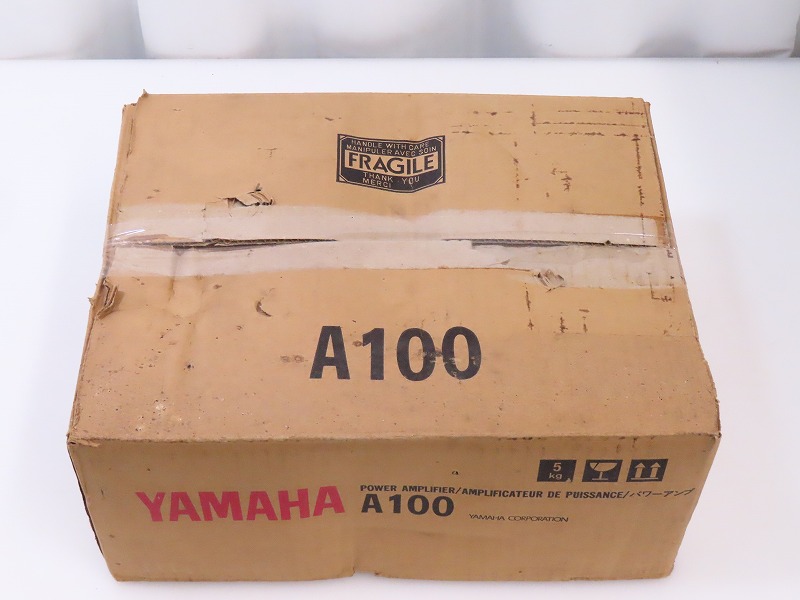 HANDLE WITH CARE
MANIPULER AVEC SOIN
FRAGILE
THANK YOU
MERCI
A100
5
kg
YAMAHA
POWER AMPLIFIER/AMPLIFICATEUR DE PUISSANCE/パワーアンプ
A100
YAMAHA CORPORATION